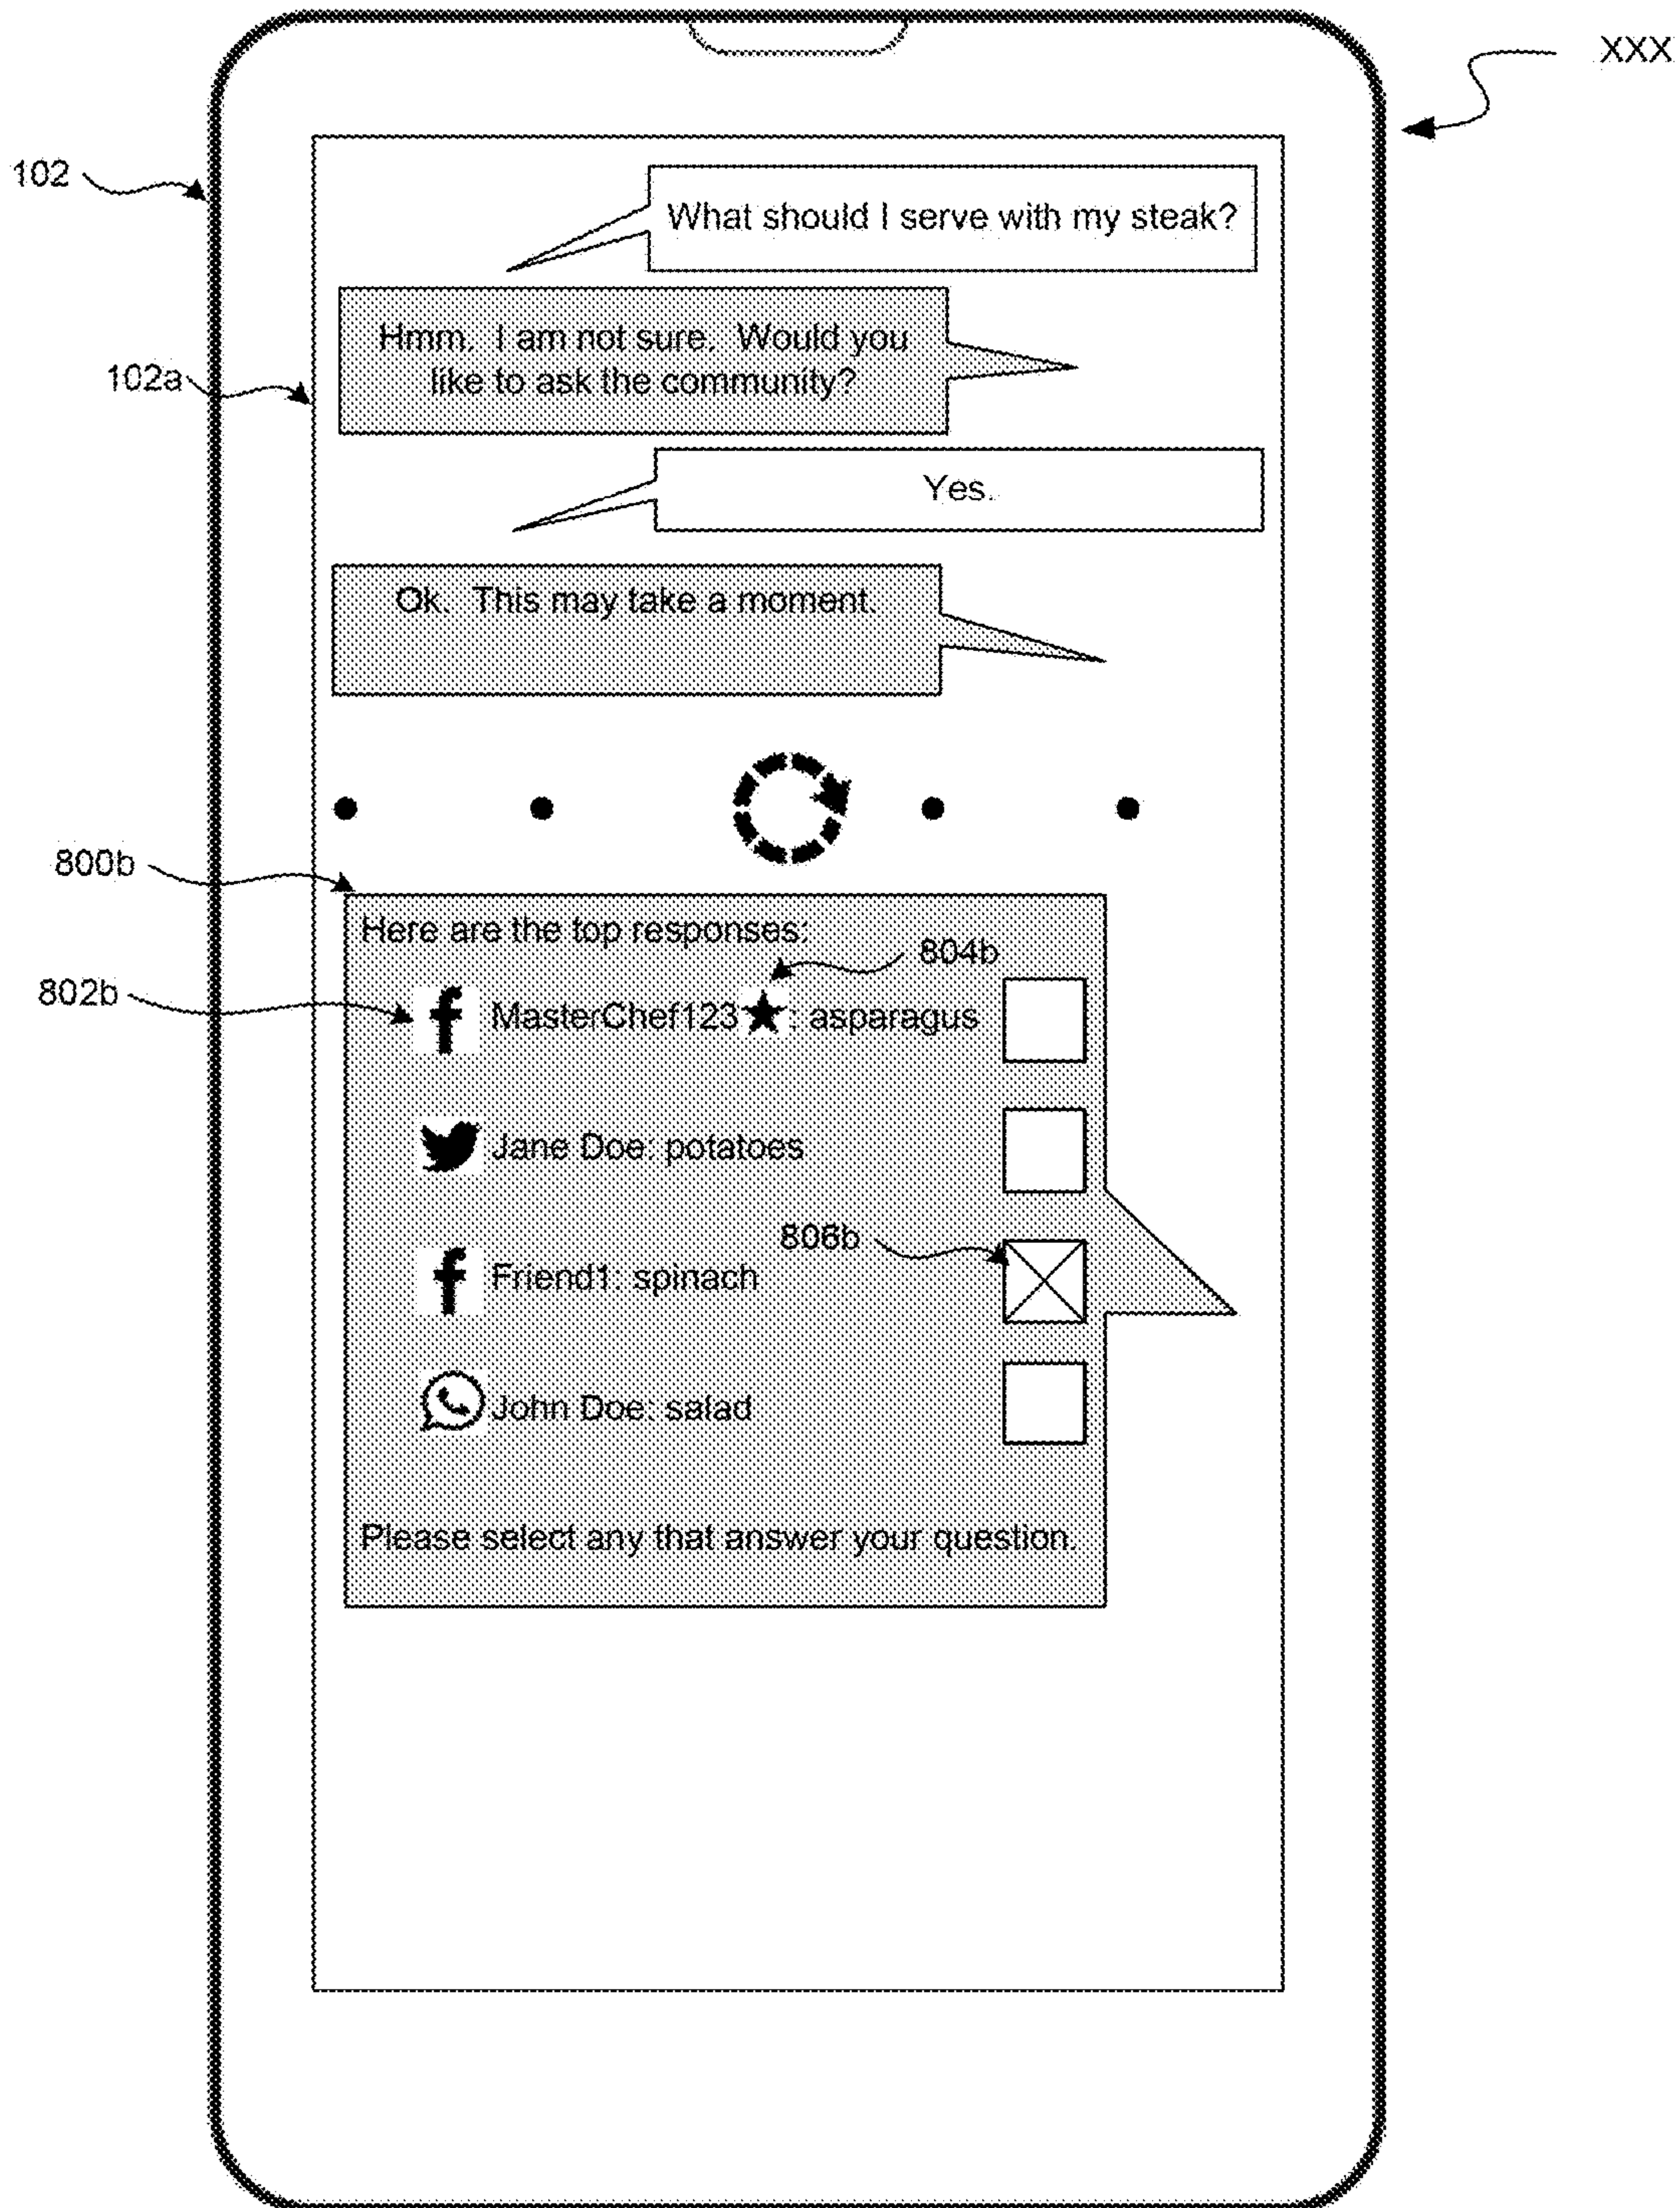 XXX
102
What should I serve with my steak?
Hmm. I am not sure. Would you
like to ask the community?
102a
Yes.
Ok. This may take a moment.
800b
Here are the top responses:
804b
802b
f MasterChef123★: asparagus
Jane Doe: potatoes
806b
f Friend1: spinach
John Doe: salad
Please select any that answer your question.